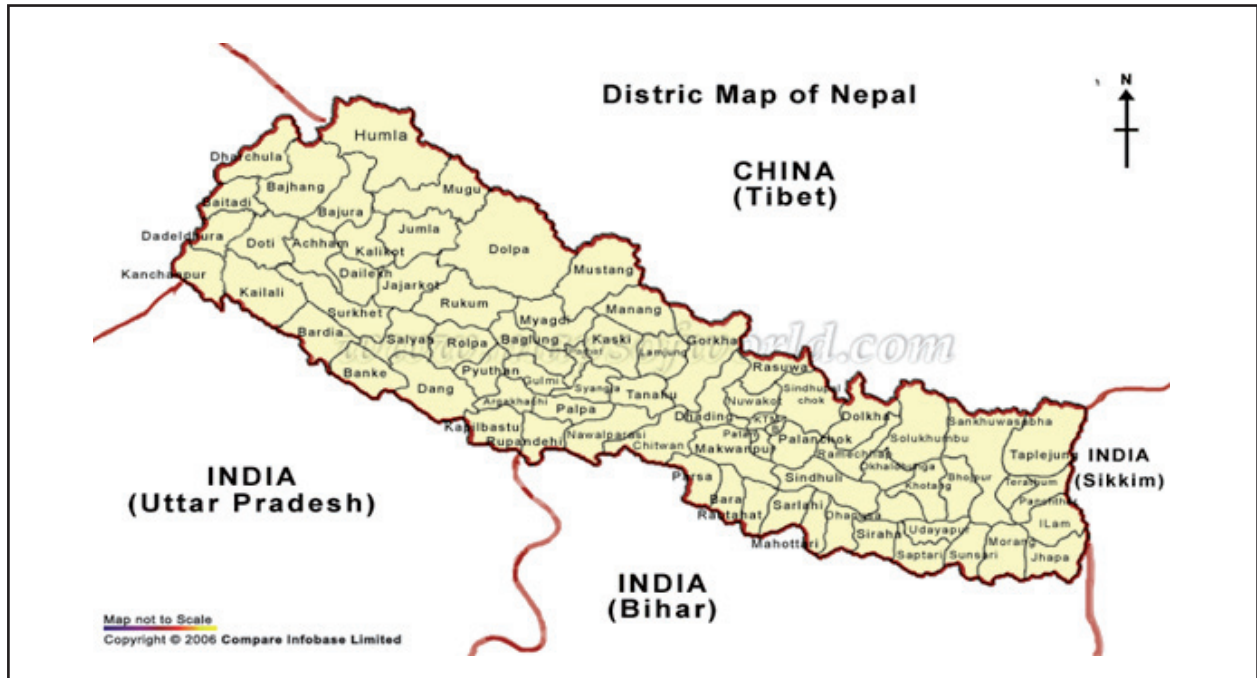 Distric Map of Nepal
N
CHINA
(Tibet)
Humla
Dharchula
Bajhang
Mugu
Baitadi
Bajura
Jumla
Dadeldhura
Doti
Achham
Kalikot
Dolpa
Mustang
Kanchanpur
Dailekh
Jajarkot
Kailali
Rukum
Manang
Surkhet
Myagdi
Bardia
Salyan
Rolpa
Baglung
Kaski
Gorkha
Lamjung
Banke
Pyuthan
Rasuwa
Dang
Gulmi
Syangja
Tanahu
Nuwakot
Sindhupal
chok
Palpa
Dhading
KTM
Dolkha
Sankhuwasabha
Kapilbastu
Rupandehi
Nawalparasi
Chitwan
Makwanpur
Palanchok
Solukhumbu
Ramechhap
Taplejung
INDIA
(Sikkim)
INDIA
(Uttar Pradesh)
Parsa
Sindhuli
Khotang
Bhojpur
Bara
Rautahat
Sarlahi
Panchthar
ILam
Mahottari
Siraha
Udayapur
Saptari
Sunsari
Morang
Jhapa
INDIA
(Bihar)
Map not to Scale
Copyright © 2006 Compare Infobase Limited